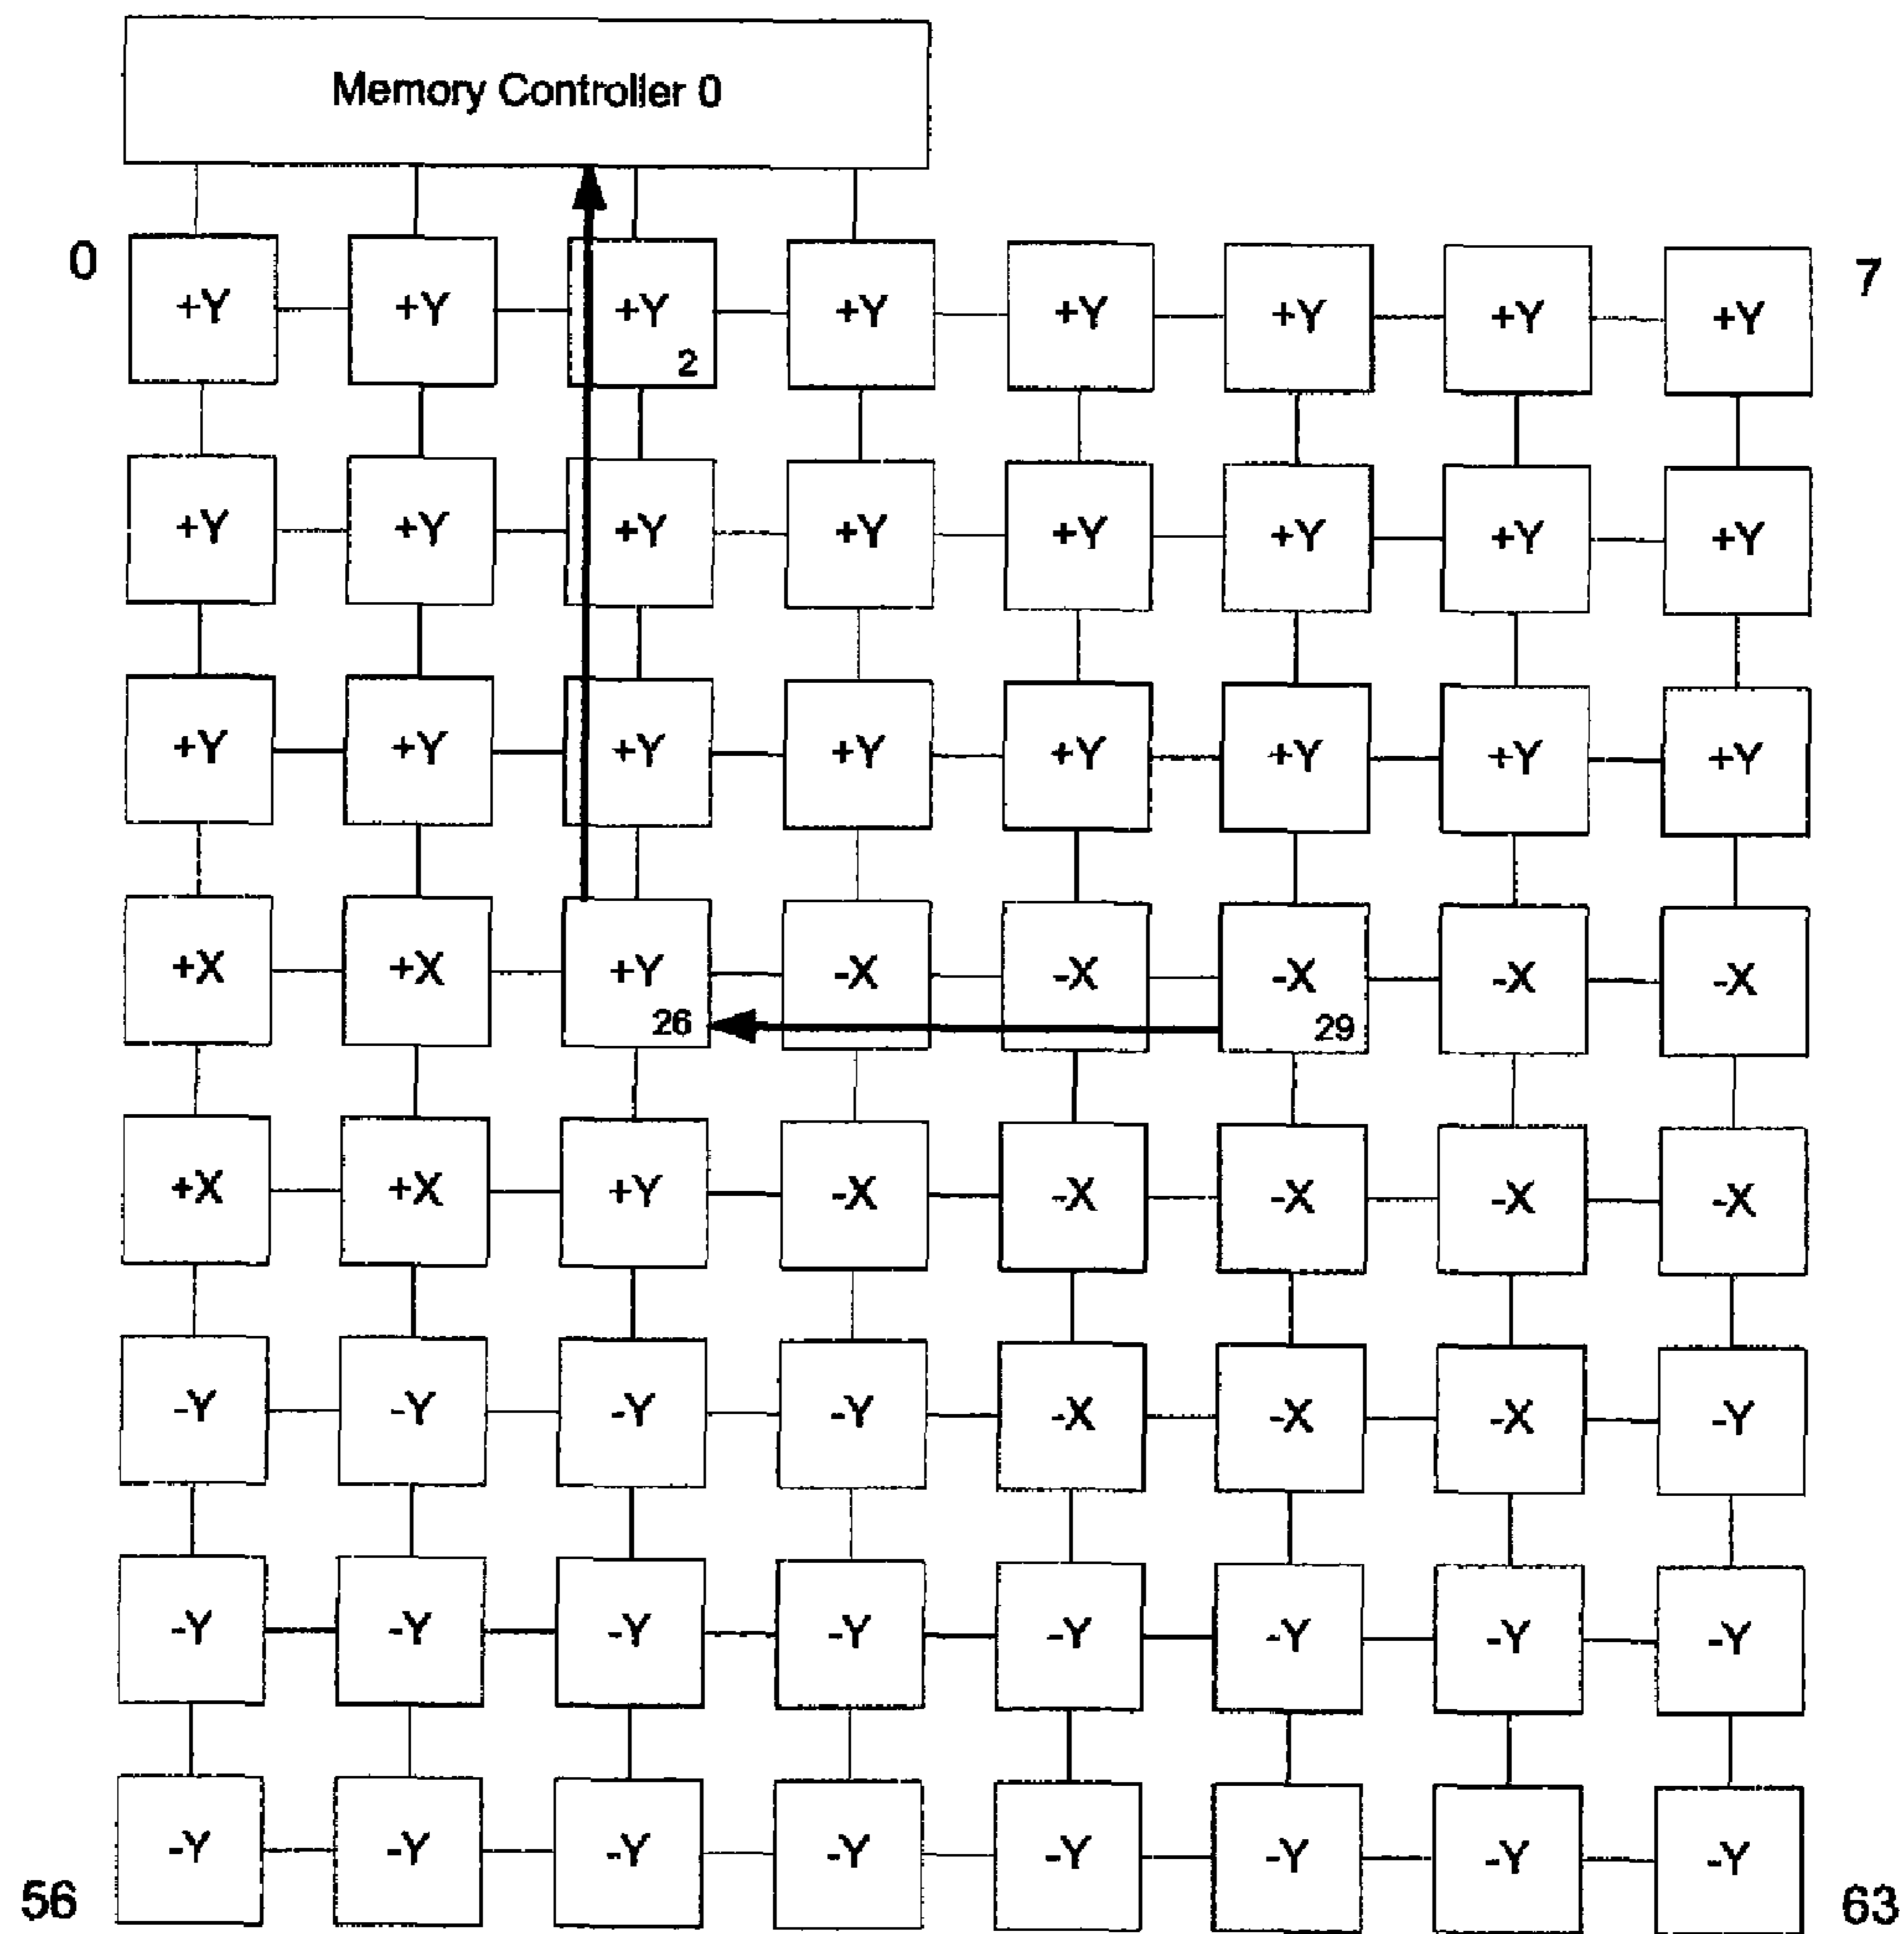 Memory Controller 0
0 +Y +Y +Y +Y +Y +Y +Y +Y 7
2
+Y +Y +Y +Y +Y +Y +Y +Y
+Y +Y +Y +Y +Y +Y +Y +Y
+X +X +Y -X -X -X -X -X
26 29
+X +X +Y -X -X -X -X -X
-Y -Y -Y -Y -X -X -X -Y
-Y -Y -Y -Y -Y -Y -Y -Y
-Y -Y -Y -Y -Y -Y -Y -Y
56 63